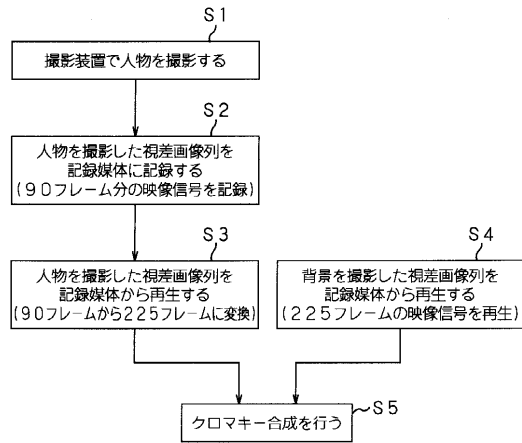 S1
撮影装置で人物を撮影する
S2
人物を撮影した視差画像列を
記録媒体に記録する
(90フレーム分の映像信号を記録)
S3
人物を撮影した視差画像列を
記録媒体から再生する
(90フレームから225フレームに変換)
S4
背景を撮影した視差画像列を
記録媒体から再生する
(225フレームの映像信号を再生)
S5
クロマキー合成を行う